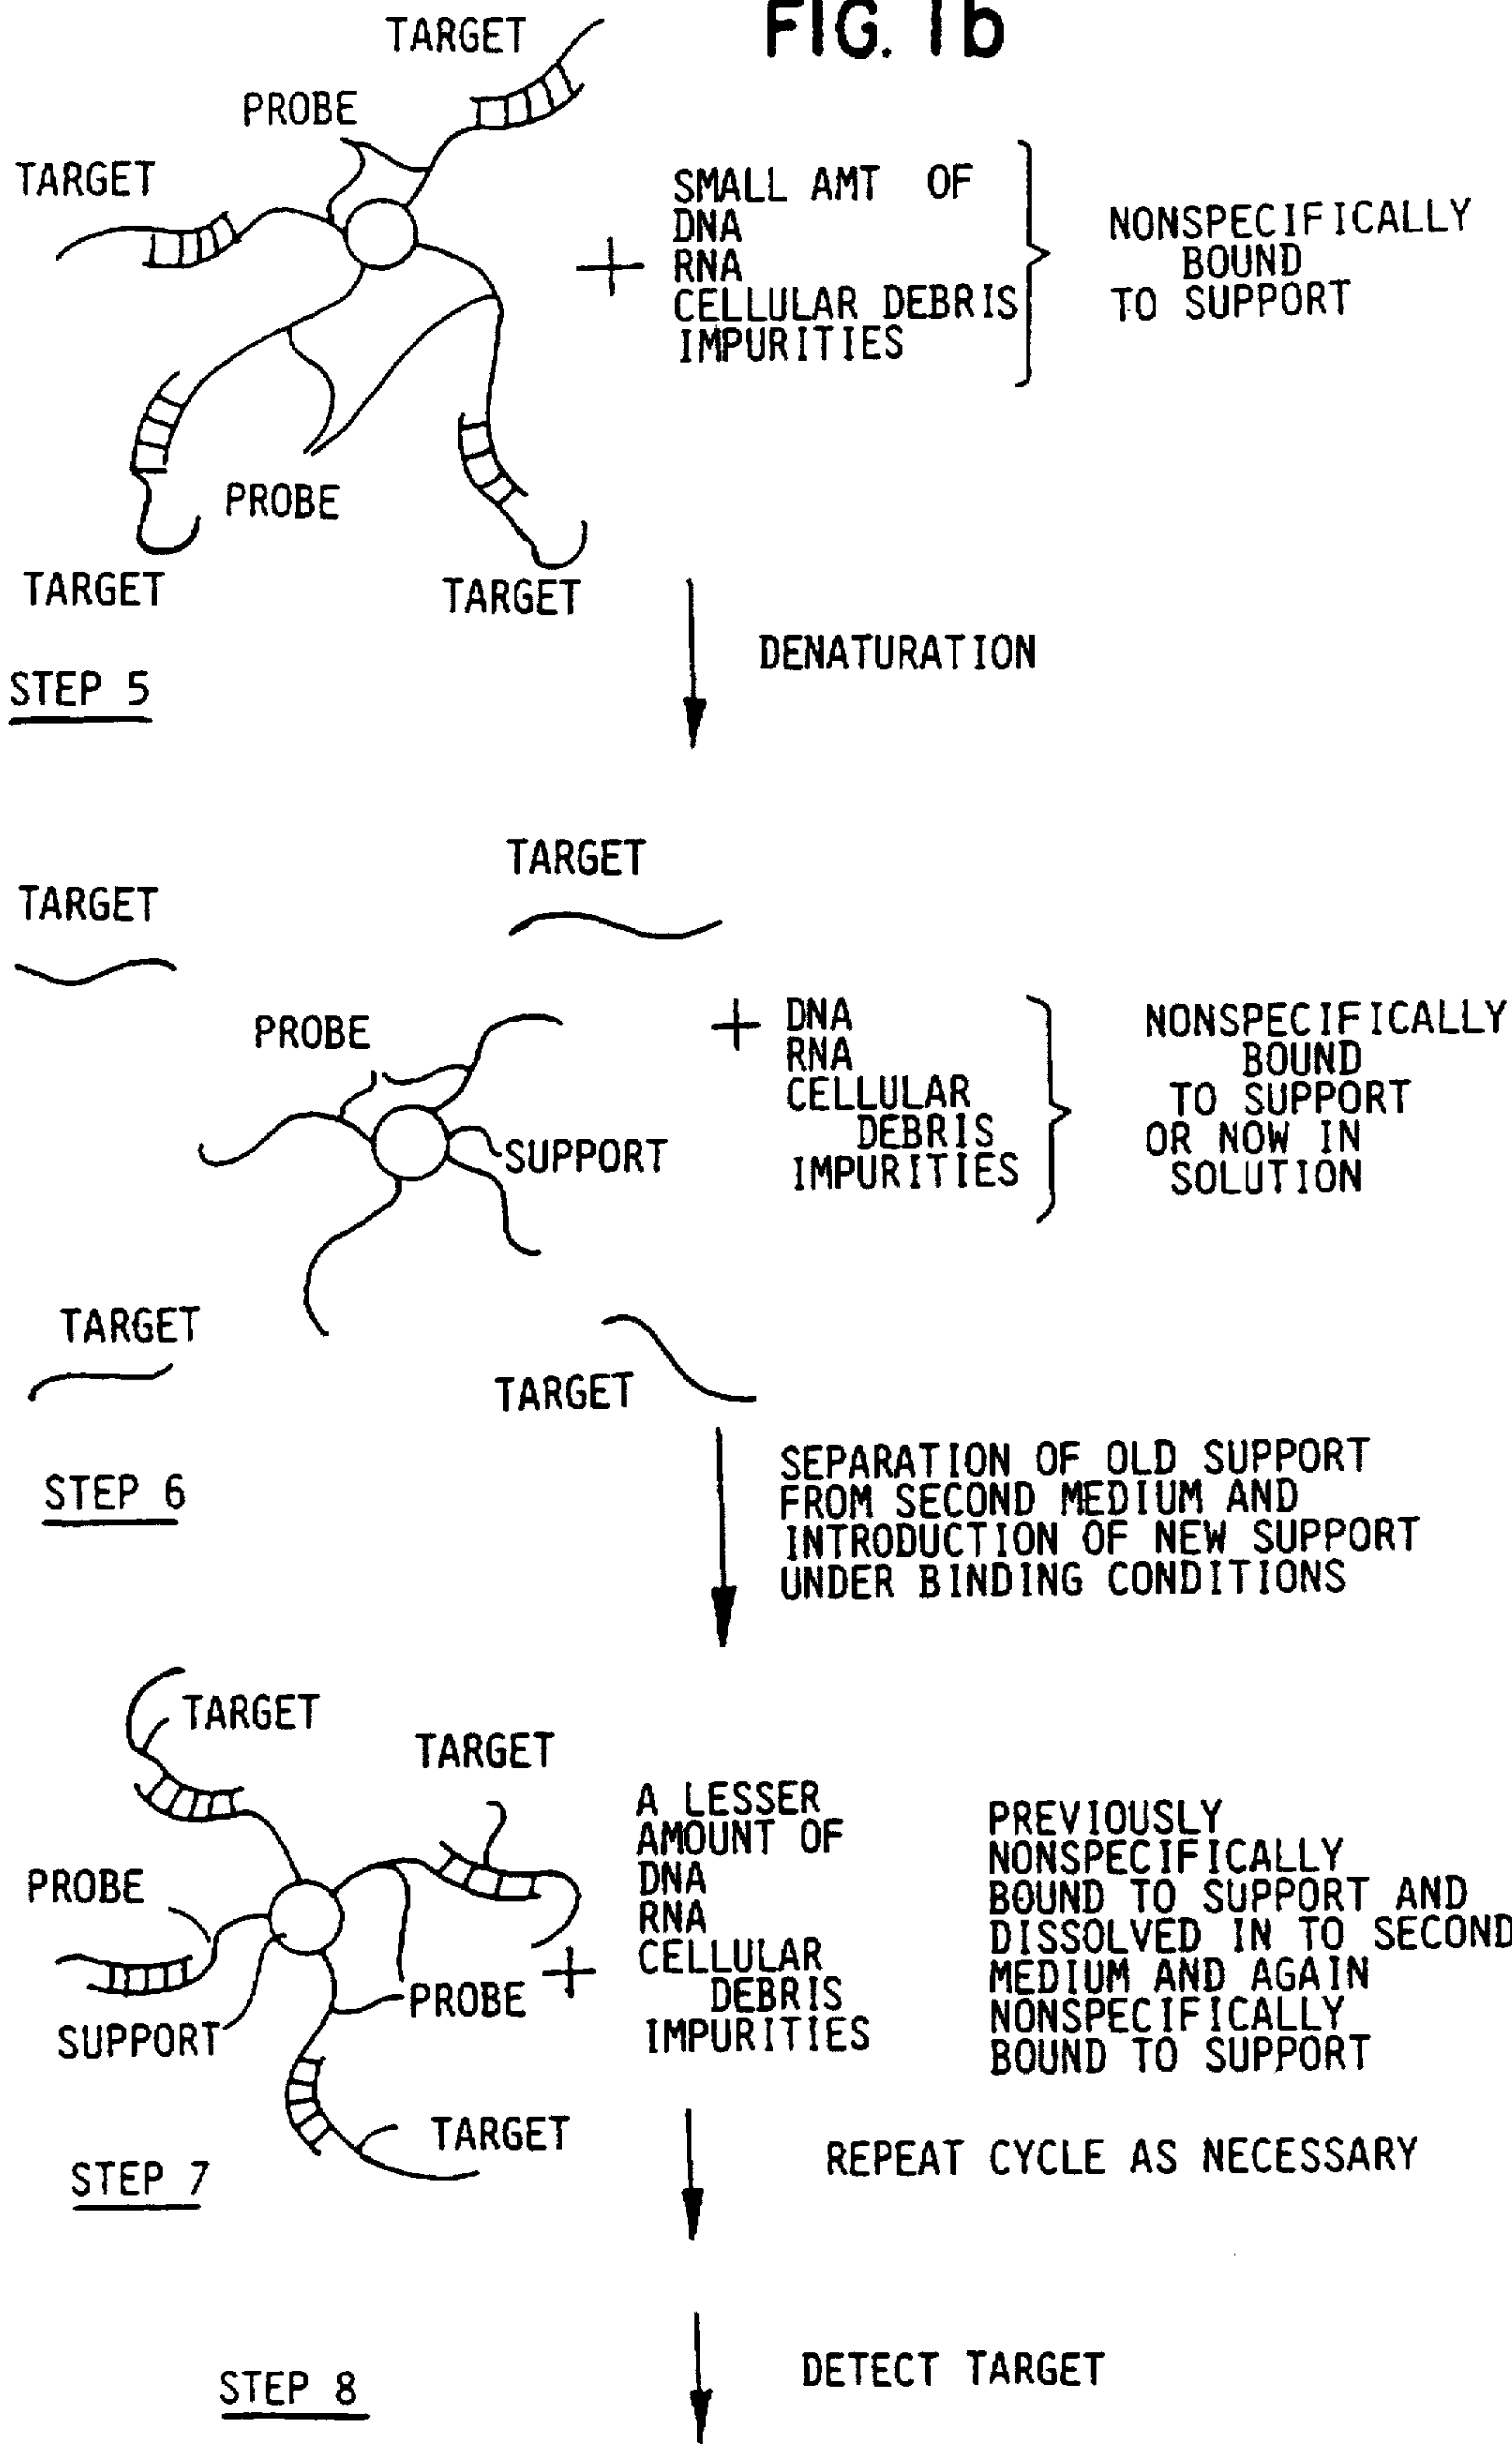 FIG. 1b
TARGET
PROBE
TARGET
SMALL AMT OF
DNA
RNA
CELLULAR DEBRIS
IMPURITIES
NONSPECIFICALLY
BOUND
TO SUPPORT
+
PROBE
TARGET
TARGET
DENATURATION
STEP 5
TARGET
TARGET
PROBE
SUPPORT
+
DNA
RNA
CELLULAR
DEBRIS
IMPURITIES
NONSPECIFICALLY
BOUND
TO SUPPORT
OR NOW IN
SOLUTION
TARGET
TARGET
STEP 6
SEPARATION OF OLD SUPPORT
FROM SECOND MEDIUM AND
INTRODUCTION OF NEW SUPPORT
UNDER BINDING CONDITIONS
TARGET
TARGET
PROBE
PROBE
SUPPORT
+
A LESSER
AMOUNT OF
DNA
RNA
CELLULAR
DEBRIS
IMPURITIES
PREVIOUSLY
NONSPECIFICALLY
BOUND TO SUPPORT AND
DISSOLVED IN TO SECOND
MEDIUM AND AGAIN
NONSPECIFICALLY
BOUND TO SUPPORT
TARGET
STEP 7
REPEAT CYCLE AS NECESSARY
STEP 8
DETECT TARGET